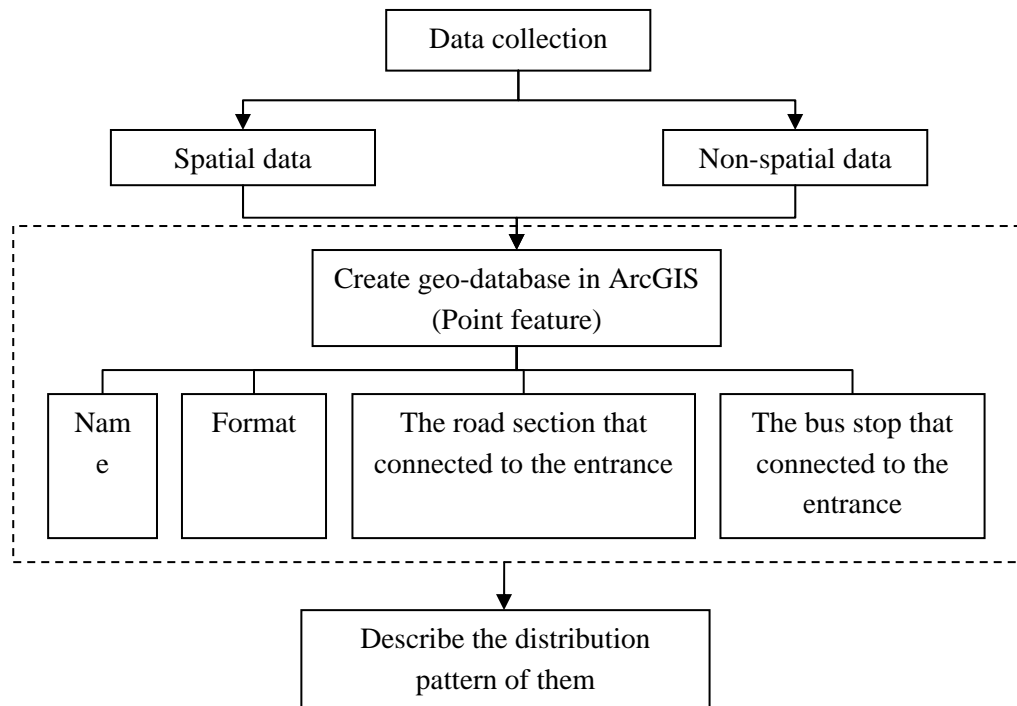 Data collection
Spatial data
Non-spatial data
Create geo-database in ArcGIS
(Point feature)
Nam
e
Format
The road section that
connected to the entrance
The bus stop that
connected to the
entrance
Describe the distribution
pattern of them